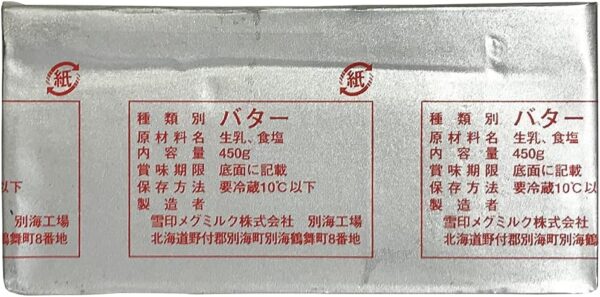 紙
紙
種類別 バター
原材料名 生乳、食塩
内容量 450g
賞味期限 底面に記載
保存方法 要冷蔵10℃以下
製造者
雪印メグミルク株式会社 別海工場
北海道野付郡別海町別海鶴舞町8番地
以下
別海工場
鶴舞町8番地
種類別 バター
原材料名 生乳、食塩
内容量 450g
賞味期限 底面に記載
保存方法 要冷蔵10℃
製造者
雪印メグミルク株式会社
北海道野付郡別海町別海鶴